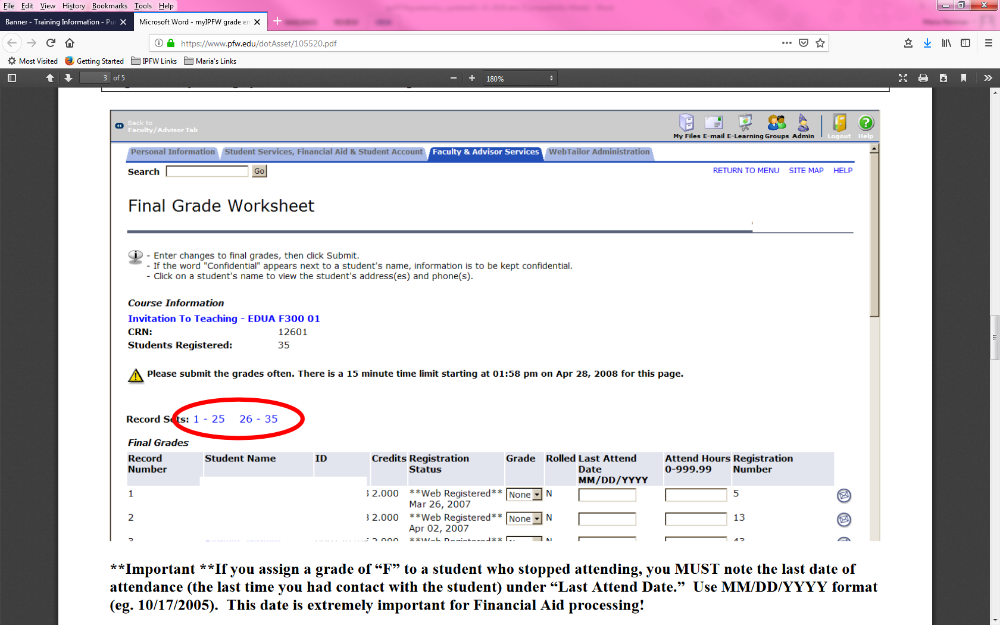 File Edit View History Bookmarks Tools Help
Banner - Training Information - Pu
Microsoft Word - myIPFW grade en
https://www.pfw.edu/dotAsset/105520.pdf
Most Visited Getting Started IPFW Links Maria's Links
3 of 5
180%
Back to
Faculty/Advisor Tab
My Files E-mail E-Learning Groups Admin Logout Help
Personal Information Student Services, Financial Aid & Student Account Faculty & Advisor Services WebTailor Administration
Search Go
RETURN TO MENU SITE MAP HELP
Final Grade Worksheet
- Enter changes to final grades, then click Submit.
- If the word "Confidential" appears next to a student's name, information is to be kept confidential.
- Click on a student's name to view the student's address(es) and phone(s).
Course Information
Invitation To Teaching - EDUA F300 01
CRN: 12601
Students Registered: 35
Please submit the grades often. There is a 15 minute time limit starting at 01:58 pm on Apr 28, 2008 for this page.
Record Sets: 1 - 25 26 - 35
Final Grades
Record Student Name ID Credits Registration Grade Rolled Last Attend Attend Hours Registration
Number Status Date 0-999.99 Number
MM/DD/YYYY
1 2.000 **Web Registered** None N 5
Mar 26, 2007
2 2.000 **Web Registered** None N 13
Apr 02, 2007
**Important **If you assign a grade of “F” to a student who stopped attending, you MUST note the last date of
attendance (the last time you had contact with the student) under “Last Attend Date.” Use MM/DD/YYYY format
(eg. 10/17/2005). This date is extremely important for Financial Aid processing!